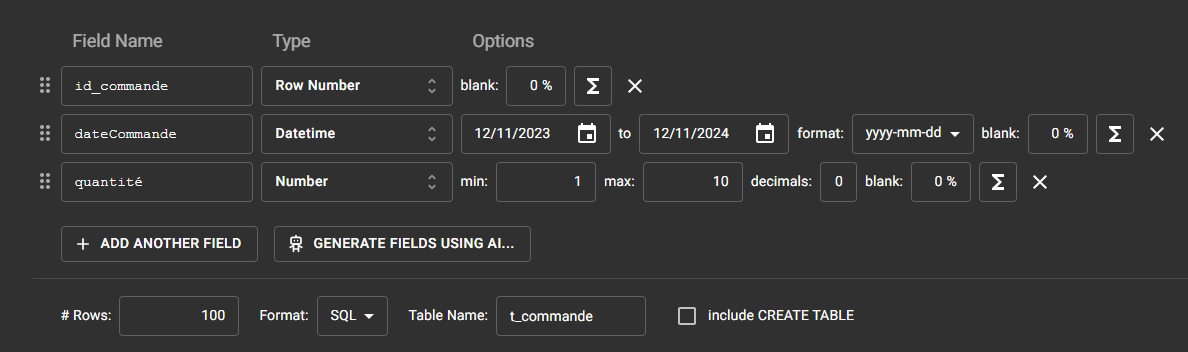 Field Name Type Options
id_commande Row Number blank: 0 % Σ
dateCommande Datetime 12/11/2023 to 12/11/2024 format: yyyy-mm-dd blank: 0 % Σ
quantité Number min: 1 max: 10 decimals: 0 blank: 0 % Σ
+ ADD ANOTHER FIELD GENERATE FIELDS USING AI...
# Rows: 100 Format: SQL Table Name: t_commande include CREATE TABLE